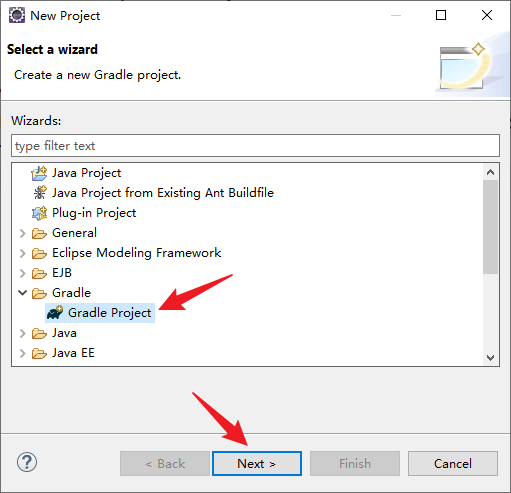 New Project
Select a wizard
Create a new Gradle project.
Wizards:
type filter text
Java Project
Java Project from Existing Ant Buildfile
Plug-in Project
General
Eclipse Modeling Framework
EJB
Gradle
Gradle Project
Java
Java EE
?
< Back
Next >
Finish
Cancel